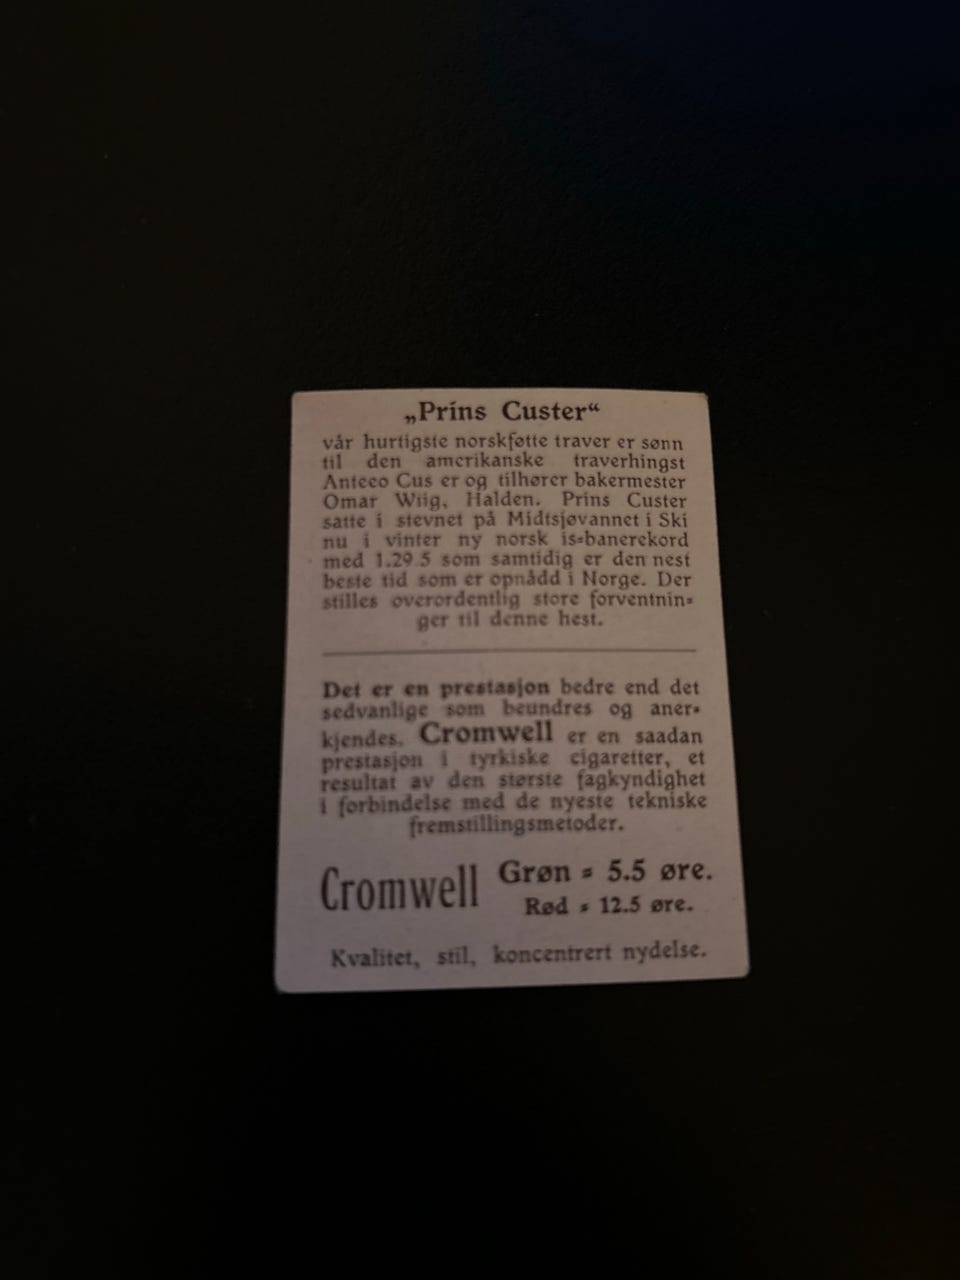 „Prins Custer“
vår hurtigste norskføtte traver er sønn
til den amerikanske traverhingst
Anteeo Cus er og tilhører bakermester
Omar Wiig, Halden. Prins Custer
satte i stevnet på Midtsjøvannet i Ski
nu i vinter ny norsk is=banerekord
med 1.29.5 som samtidig er den nest
beste tid som er opnådd i Norge. Der
stilles overordentlig store forventnin=
ger til denne hest.
Det er en prestasjon bedre end det
sedvanlige som beundres og aner=
kjendes. Cromwell er en saadan
prestasjon i tyrkiske cigaretter, et
resultat av den største fagkyndighet
i forbindelse med de nyeste tekniske
fremstillingsmetoder.
Cromwell Grøn = 5.5 øre.
Rød = 12.5 øre.
Kvalitet, stil, koncentrert nydelse.